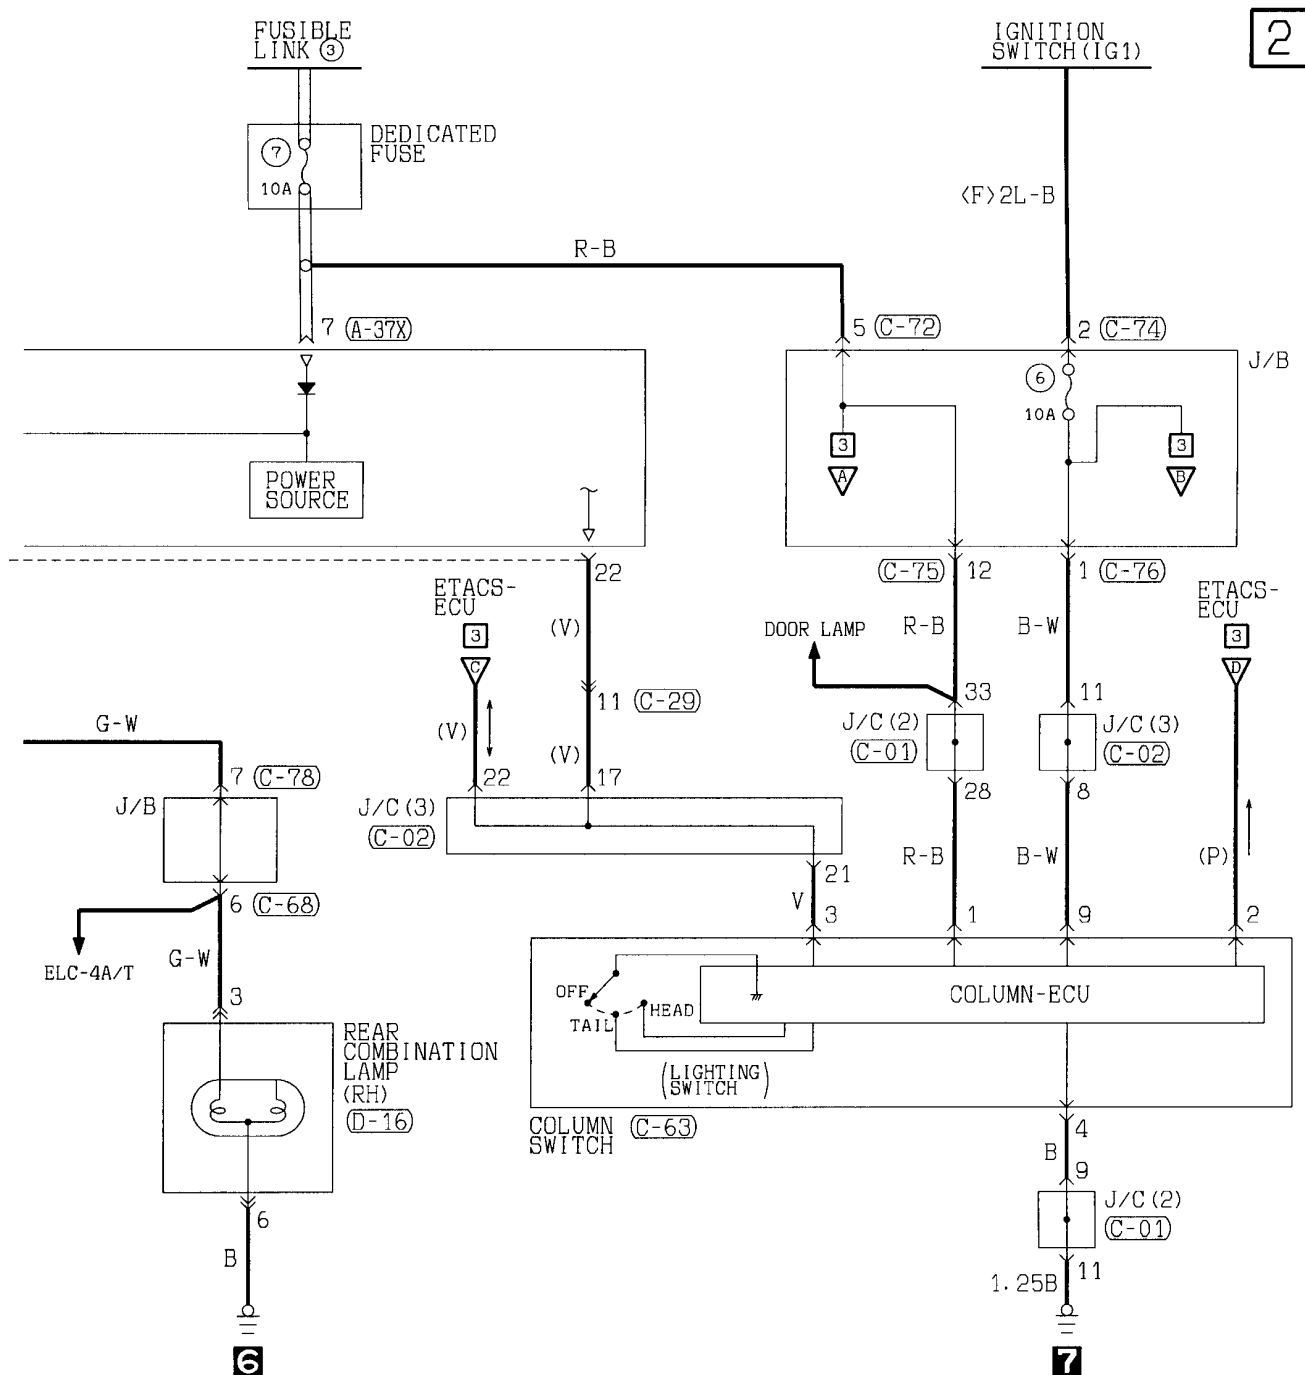 FUSIBLE
LINK ③
IGNITION
SWITCH(IG1)
2
DEDICATED
FUSE
⑦
10A
〈F〉2L-B
R-B
7 (A-37X)
5 (C-72)
2 (C-74)
J/B
⑥
10A
3
A
3
B
POWER
SOURCE
22
(C-75) 12
1 (C-76)
ETACS-
ECU
3
C
ETACS-
ECU
3
D
(V)
DOOR LAMP
R-B
B-W
33
11
11 (C-29)
G-W
(V)
(V)
J/C(2)
(C-01)
J/C(3)
(C-02)
7 (C-78)
22
17
28
8
J/B
J/C(3)
(C-02)
R-B
B-W
(P)
21
6 (C-68)
V
3
1
9
2
ELC-4A/T
G-W
3
OFF
TAIL
HEAD
COLUMN-ECU
REAR
COMBINATION
LAMP
(RH)
(D-16)
(LIGHTING
SWITCH)
COLUMN
SWITCH
(C-63)
4
B
9
6
J/C(2)
(C-01)
B
11
1.25B
6
7